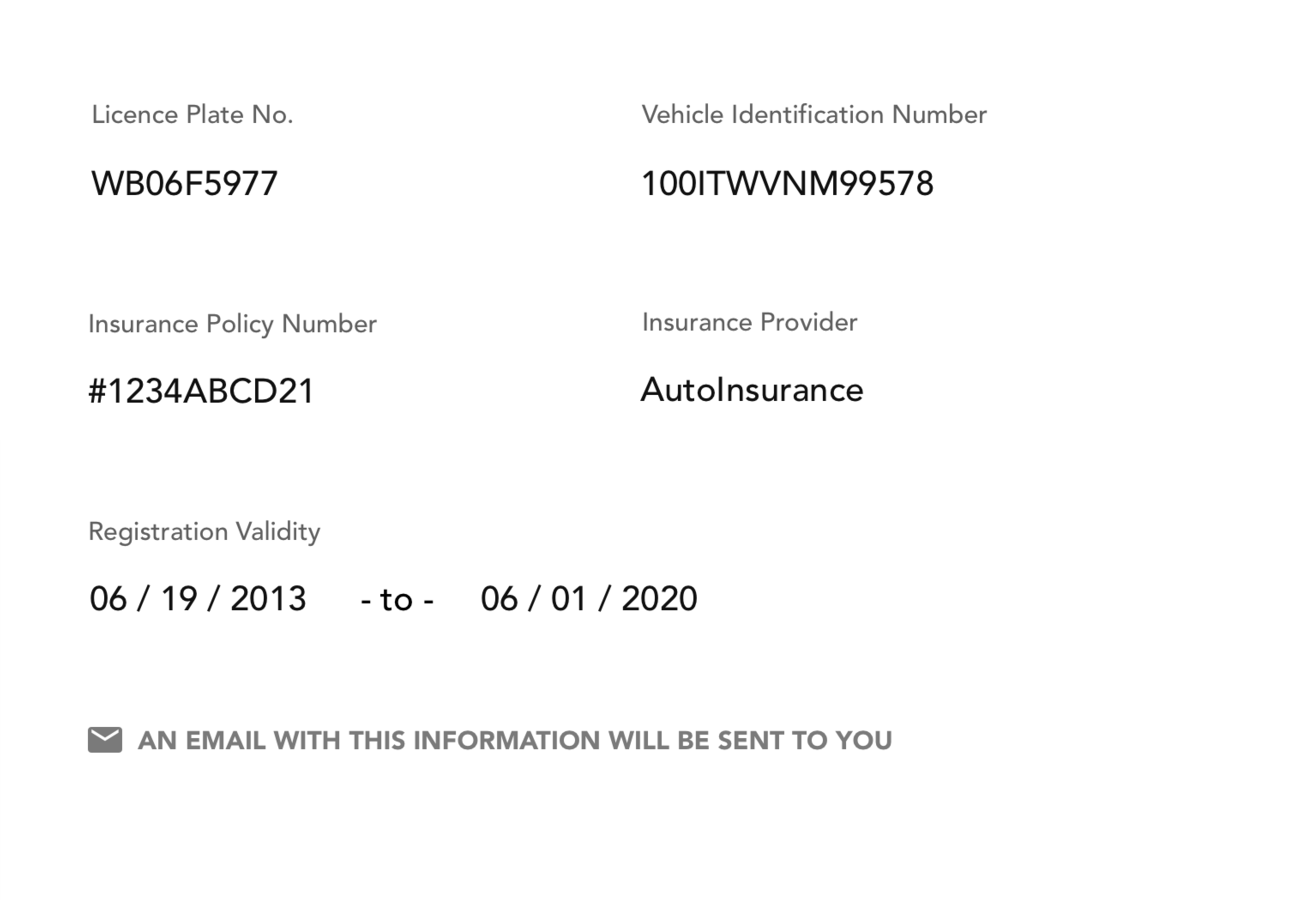 Licence Plate No.
Vehicle Identification Number
WB06F5977
100ITWVNM99578
Insurance Policy Number
Insurance Provider
#1234ABCD21
AutoInsurance
Registration Validity
06 / 19 / 2013 - to - 06 / 01 / 2020
AN EMAIL WITH THIS INFORMATION WILL BE SENT TO YOU